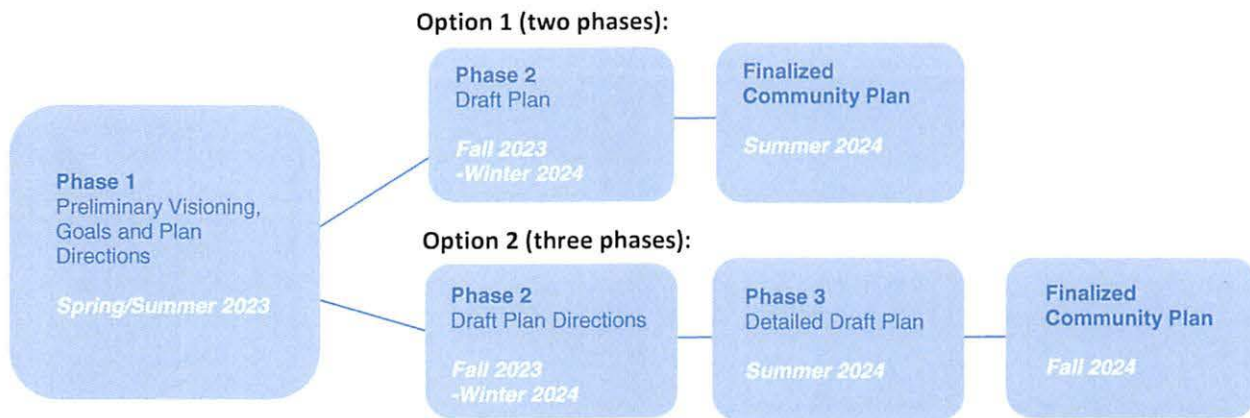 Option 1 (two phases):
Phase 2
Draft Plan
Fall 2023
-Winter 2024
Finalized
Community Plan
Summer 2024
Phase 1
Preliminary Visioning,
Goals and Plan
Directions
Spring/Summer 2023
Option 2 (three phases):
Phase 2
Draft Plan Directions
Fall 2023
-Winter 2024
Phase 3
Detailed Draft Plan
Summer 2024
Finalized
Community Plan
Fall 2024